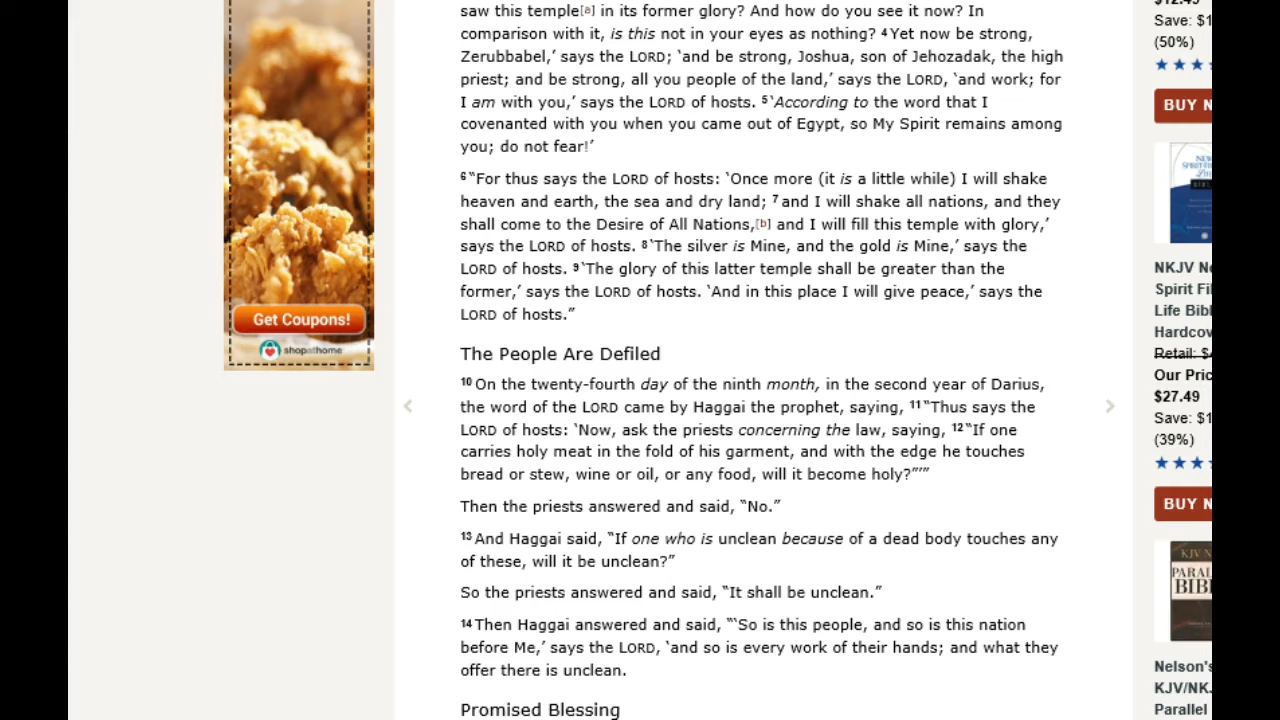 saw this temple[a] in its former glory? And how do you see it now? In
comparison with it, is this not in your eyes as nothing? 4 Yet now be strong,
Zerubbabel,’ says the LORD; ‘and be strong, Joshua, son of Jehozadak, the high
priest; and be strong, all you people of the land,’ says the LORD, ‘and work; for
I am with you,’ says the LORD of hosts. 5 ‘According to the word that I
covenanted with you when you came out of Egypt, so My Spirit remains among
you; do not fear!’
6 “For thus says the LORD of hosts: ‘Once more (it is a little while) I will shake
heaven and earth, the sea and dry land; 7 and I will shake all nations, and they
shall come to the Desire of All Nations,[b] and I will fill this temple with glory,’
says the LORD of hosts. 8 ‘The silver is Mine, and the gold is Mine,’ says the
LORD of hosts. 9 ‘The glory of this latter temple shall be greater than the
former,’ says the LORD of hosts. ‘And in this place I will give peace,’ says the
LORD of hosts.”
The People Are Defiled
10 On the twenty-fourth day of the ninth month, in the second year of Darius,
the word of the LORD came by Haggai the prophet, saying, 11 “Thus says the
LORD of hosts: ‘Now, ask the priests concerning the law, saying, 12 “If one
carries holy meat in the fold of his garment, and with the edge he touches
bread or stew, wine or oil, or any food, will it become holy?”’”
Then the priests answered and said, “No.”
13 And Haggai said, “If one who is unclean because of a dead body touches any
of these, will it be unclean?”
So the priests answered and said, “It shall be unclean.”
14 Then Haggai answered and said, “‘So is this people, and so is this nation
before Me,’ says the LORD, ‘and so is every work of their hands; and what they
offer there is unclean.
Promised Blessing
Get Coupons!
shopathome
Save: $1
(50%)
BUY N
NKJV Ne
Spirit Fil
Life Bibl
Hardcov
Retail: $4
Our Pric
$27.49
Save: $1
(39%)
BUY N
KJV N
PARAL
BIB
Nelson's
KJV/NKJ
Parallel